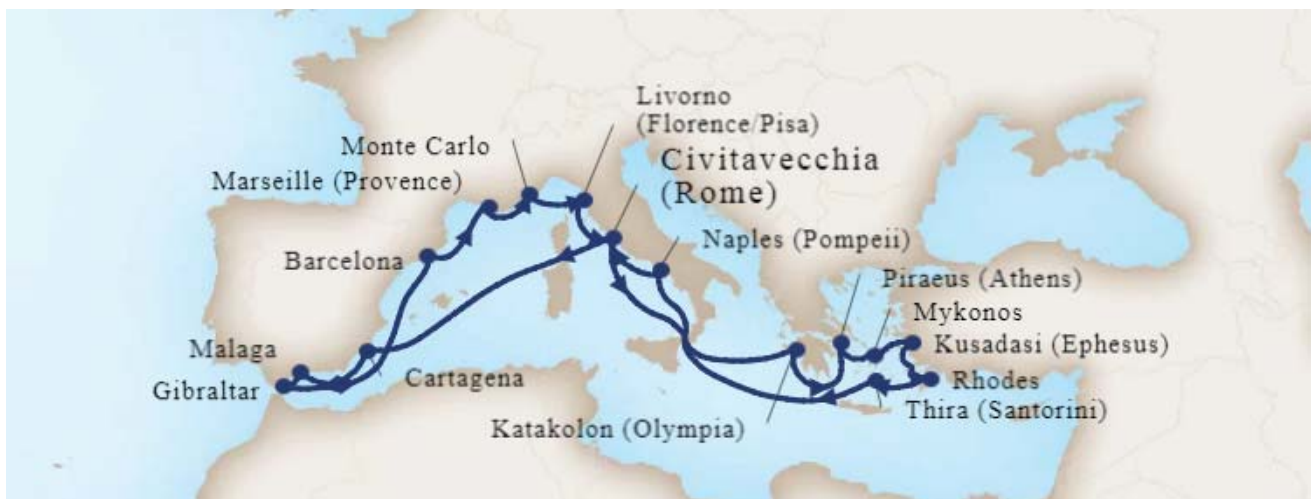 Livorno
(Florence/Pisa)
Monte Carlo
Civitavecchia
(Rome)
Marseille (Provence)
Naples (Pompeii)
Barcelona
Piraeus (Athens)
Mykonos
Kusadasi (Ephesus)
Malaga
Cartagena
Rhodes
Gibraltar
Thira (Santorini)
Katakolon (Olympia)